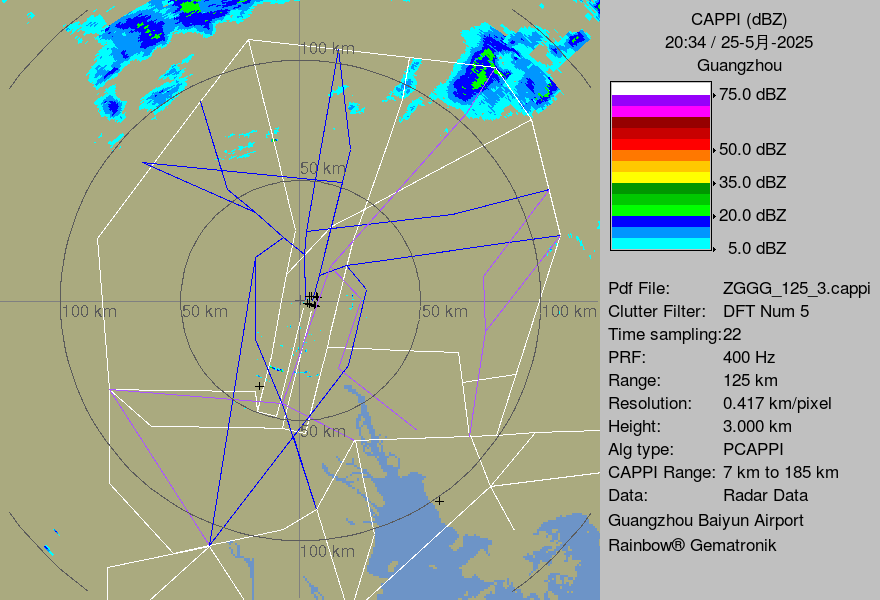 CAPPI (dBZ)
20:34 / 25-5月-2025
Guangzhou
75.0 dBZ
50.0 dBZ
35.0 dBZ
20.0 dBZ
5.0 dBZ
100 km
50 km
100 km
50 km
50 km
100 km
50 km
100 km
Pdf File: ZGGG_125_3.cappi
Clutter Filter: DFT Num 5
Time sampling:22
PRF: 400 Hz
Range: 125 km
Resolution: 0.417 km/pixel
Height: 3.000 km
Alg type: PCAPPI
CAPPI Range: 7 km to 185 km
Data: Radar Data
Guangzhou Baiyun Airport
Rainbow® Gematronik